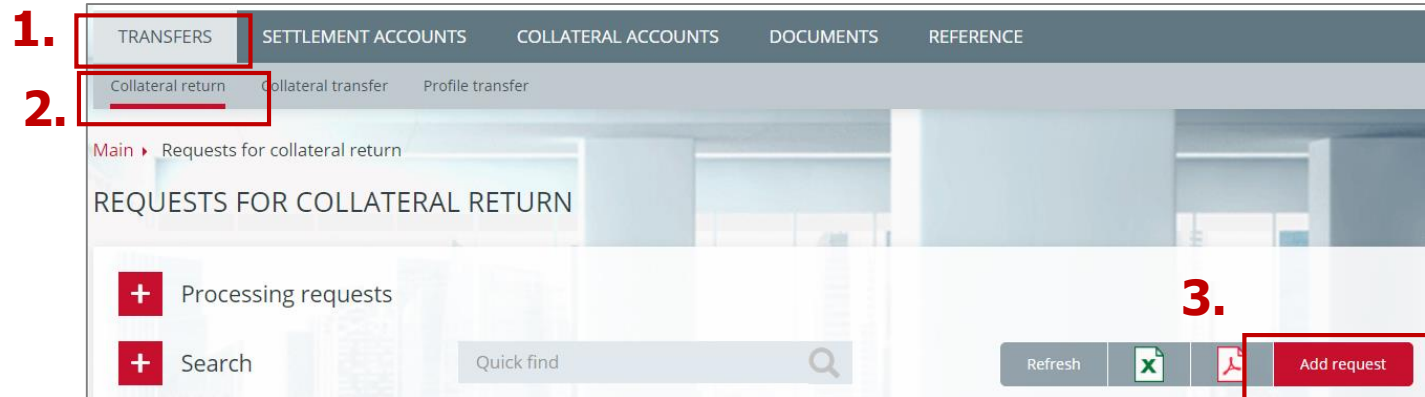 1.
TRANSFERS SETTLEMENT ACCOUNTS COLLATERAL ACCOUNTS DOCUMENTS REFERENCE
2.
Collateral return Collateral transfer Profile transfer
Main ▸ Requests for collateral return
REQUESTS FOR COLLATERAL RETURN
+ Processing requests
3.
+ Search Quick find Refresh X Add request